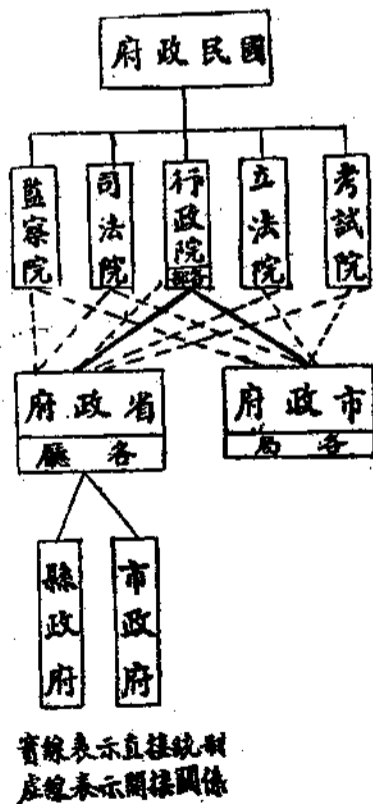 國民政府
考試院
立法院
行政院
各部
司法院
監察院
市政府
各局
省政府
各廳
市政府
縣政府
實線表示直接統制
虛線表示間接關係